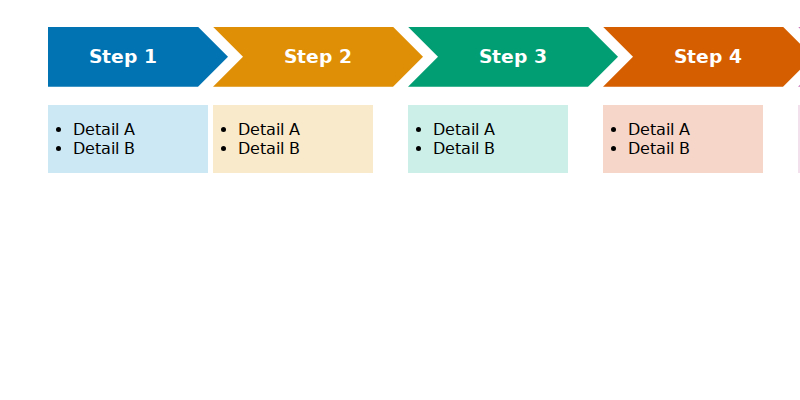 Step 1
Step 2
Step 3
Step 4
• Detail A
• Detail B
• Detail A
• Detail B
• Detail A
• Detail B
• Detail A
• Detail B